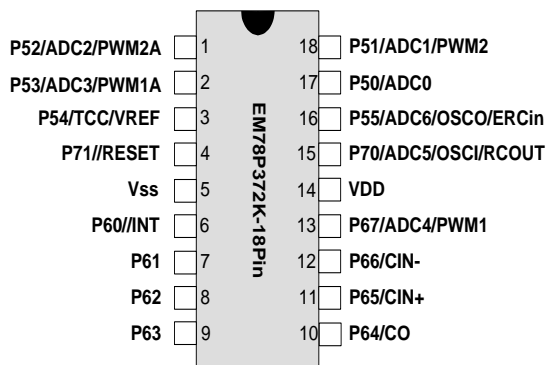 P52/ADC2/PWM2A 1 18 P51/ADC1/PWM2
P53/ADC3/PWM1A 2 17 P50/ADC0
P54/TCC/VREF 3 16 P55/ADC6/OSCO/ERCin
P71//RESET 4 15 P70/ADC5/OSCI/RCOUT
Vss 5 14 VDD
P60//INT 6 13 P67/ADC4/PWM1
P61 7 12 P66/CIN-
P62 8 11 P65/CIN+
P63 9 10 P64/CO
EM78P372K-18Pin